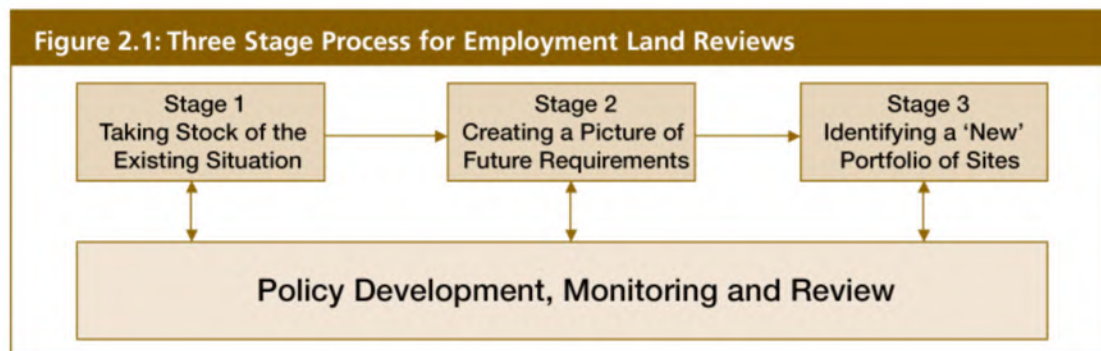 Figure 2.1: Three Stage Process for Employment Land Reviews
Stage 1
Taking Stock of the
Existing Situation
Stage 2
Creating a Picture of
Future Requirements
Stage 3
Identifying a ‘New’
Portfolio of Sites
Policy Development, Monitoring and Review